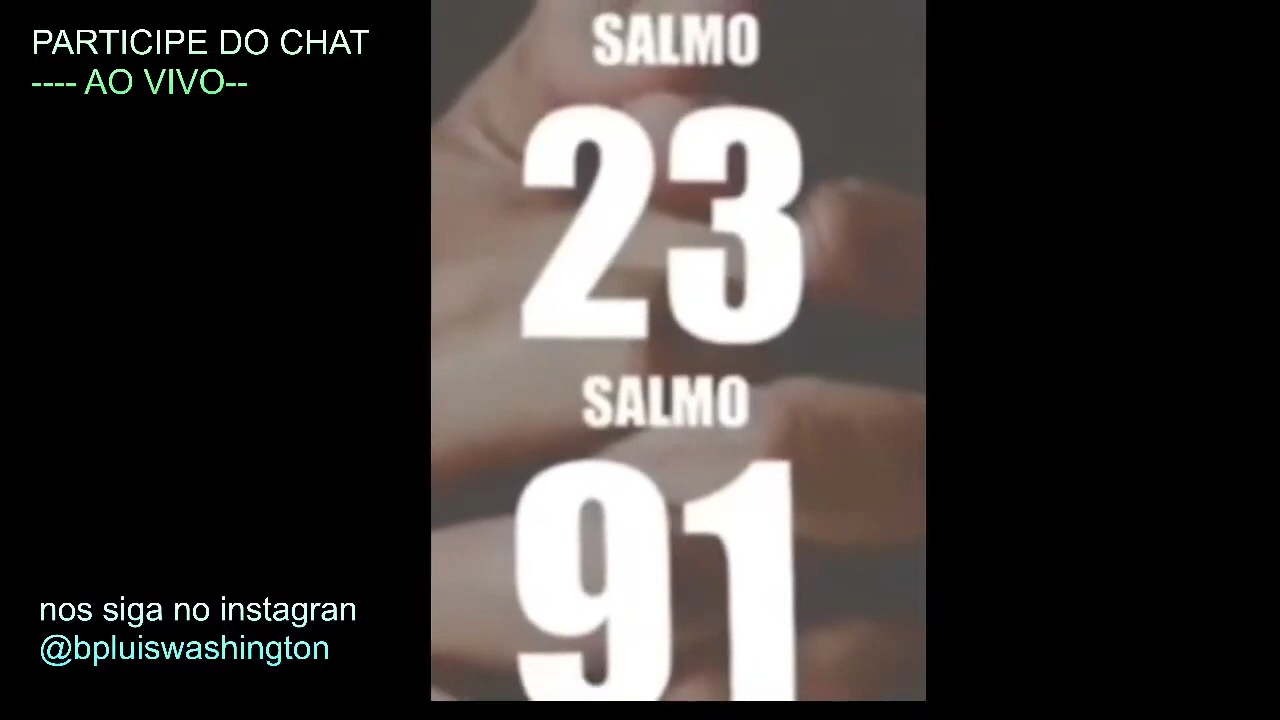 PARTICIPE DO CHAT
---- AO VIVO--
SALMO
23
SALMO
91
nos siga no instagran
@bpluiswashington